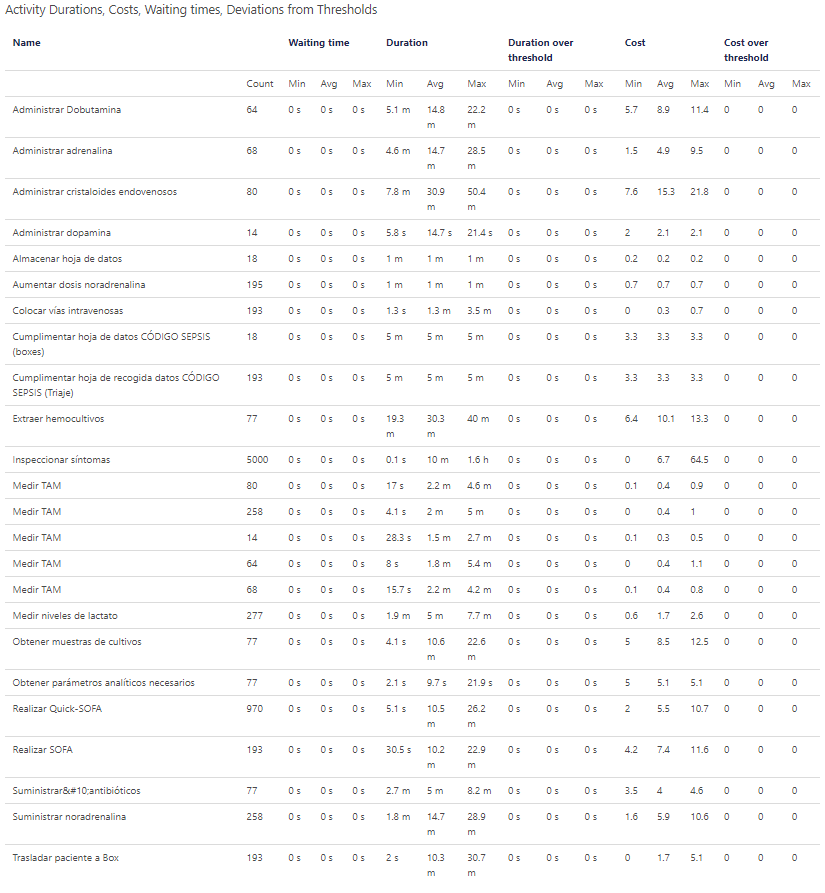 Activity Durations, Costs, Waiting times, Deviations from Thresholds
Name Waiting time Duration Duration over threshold Cost Cost over threshold
Count Min Avg Max Min Avg Max Min Avg Max Min Avg Max Min Avg Max
Administrar Dobutamina 64 0 s 0 s 0 s 5.1 m 14.8 m 22.2 m 0 s 0 s 0 s 5.7 8.9 11.4 0 0 0
Administrar adrenalina 68 0 s 0 s 0 s 4.6 m 14.7 m 28.5 m 0 s 0 s 0 s 1.5 4.9 9.5 0 0 0
Administrar cristaloides endovenosos 80 0 s 0 s 0 s 7.8 m 30.9 m 50.4 m 0 s 0 s 0 s 7.6 15.3 21.8 0 0 0
Administrar dopamina 14 0 s 0 s 0 s 5.8 s 14.7 s 21.4 s 0 s 0 s 0 s 2 2.1 2.1 0 0 0
Almacenar hoja de datos 18 0 s 0 s 0 s 1 m 1 m 1 m 0 s 0 s 0 s 0.2 0.2 0.2 0 0 0
Aumentar dosis noradrenalina 195 0 s 0 s 0 s 1 m 1 m 1 m 0 s 0 s 0 s 0.7 0.7 0.7 0 0 0
Colocar vías intravenosas 193 0 s 0 s 0 s 1.3 s 1.3 m 3.5 m 0 s 0 s 0 s 0 0.3 0.7 0 0 0
Cumplimentar hoja de datos CÓDIGO SEPSIS (boxes) 18 0 s 0 s 0 s 5 m 5 m 5 m 0 s 0 s 0 s 3.3 3.3 3.3 0 0 0
Cumplimentar hoja de recogida datos CÓDIGO SEPSIS (Triaje) 193 0 s 0 s 0 s 5 m 5 m 5 m 0 s 0 s 0 s 3.3 3.3 3.3 0 0 0
Extraer hemocultivos 77 0 s 0 s 0 s 19.3 m 30.3 m 40 m 0 s 0 s 0 s 6.4 10.1 13.3 0 0 0
Inspeccionar síntomas 5000 0 s 0 s 0 s 0.1 s 10 m 1.6 h 0 s 0 s 0 s 0 6.7 64.5 0 0 0
Medir TAM 80 0 s 0 s 0 s 17 s 2.2 m 4.6 m 0 s 0 s 0 s 0.1 0.4 0.9 0 0 0
Medir TAM 258 0 s 0 s 0 s 4.1 s 2 m 5 m 0 s 0 s 0 s 0 0.4 1 0 0 0
Medir TAM 14 0 s 0 s 0 s 28.3 s 1.5 m 2.7 m 0 s 0 s 0 s 0.1 0.3 0.5 0 0 0
Medir TAM 64 0 s 0 s 0 s 8 s 1.8 m 5.4 m 0 s 0 s 0 s 0 0.4 1.1 0 0 0
Medir TAM 68 0 s 0 s 0 s 15.7 s 2.2 m 4.2 m 0 s 0 s 0 s 0.1 0.4 0.8 0 0 0
Medir niveles de lactato 277 0 s 0 s 0 s 1.9 m 5 m 7.7 m 0 s 0 s 0 s 0.6 1.7 2.6 0 0 0
Obtener muestras de cultivos 77 0 s 0 s 0 s 4.1 s 10.6 m 22.6 m 0 s 0 s 0 s 5 8.5 12.5 0 0 0
Obtener parámetros analíticos necesarios 77 0 s 0 s 0 s 2.1 s 9.7 s 21.9 s 0 s 0 s 0 s 5 5.1 5.1 0 0 0
Realizar Quick-SOFA 970 0 s 0 s 0 s 5.1 s 10.5 m 26.2 m 0 s 0 s 0 s 2 5.5 10.7 0 0 0
Realizar SOFA 193 0 s 0 s 0 s 30.5 s 10.2 m 22.9 m 0 s 0 s 0 s 4.2 7.4 11.6 0 0 0
Suministrar&#10;antibióticos 77 0 s 0 s 0 s 2.7 m 5 m 8.2 m 0 s 0 s 0 s 3.5 4 4.6 0 0 0
Suministrar noradrenalina 258 0 s 0 s 0 s 1.8 m 14.7 m 28.9 m 0 s 0 s 0 s 1.6 5.9 10.6 0 0 0
Trasladar paciente a Box 193 0 s 0 s 0 s 2 s 10.3 m 30.7 m 0 s 0 s 0 s 0 1.7 5.1 0 0 0